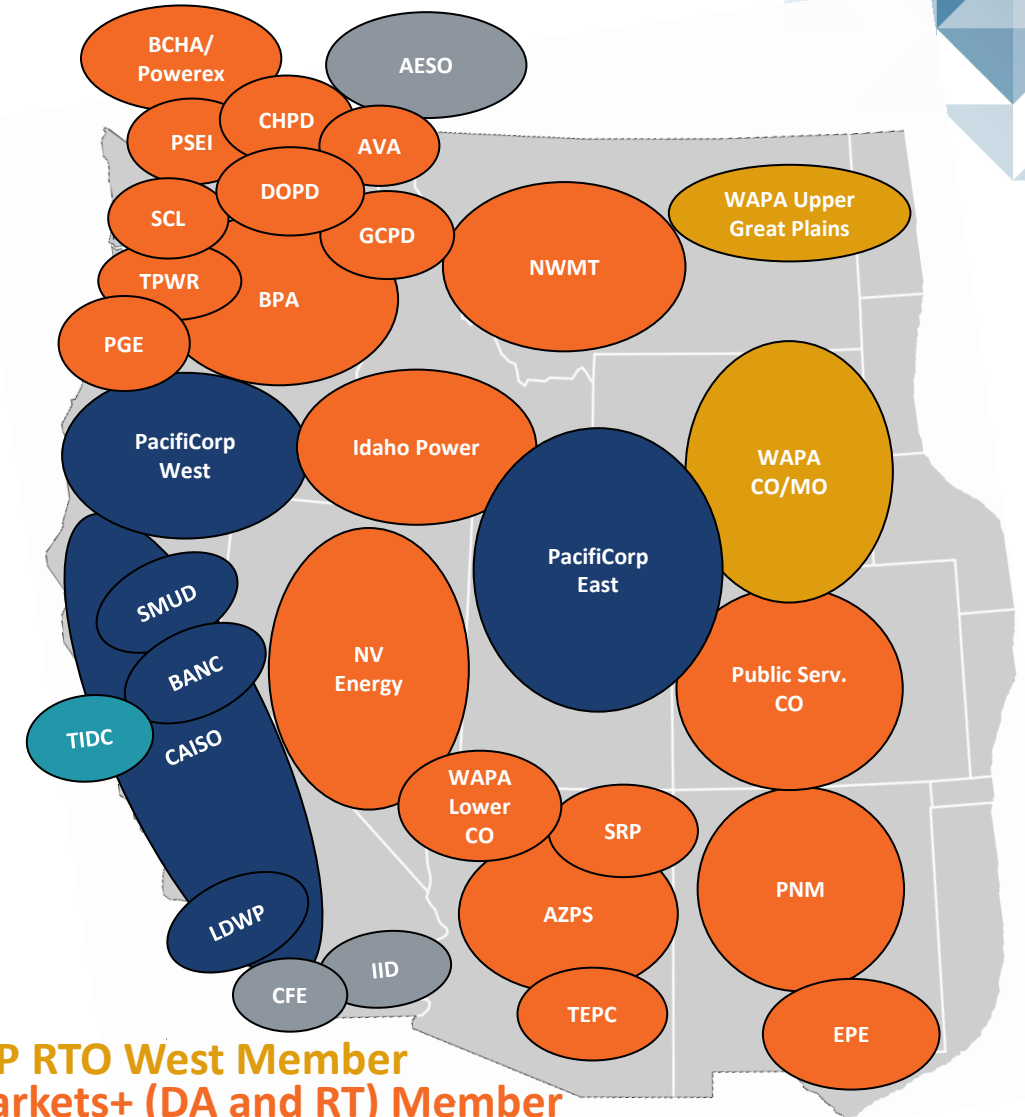 BCHA/
Powerex
AESO
CHPD
PSEI
AVA
DOPD
SCL
GCPD
WAPA Upper
Great Plains
NWMT
TPWR
BPA
PGE
PacifiCorp
West
Idaho Power
WAPA
CO/MO
PacifiCorp
East
SMUD
NV
Energy
BANC
Public Serv.
CO
TIDC
CAISO
WAPA
Lower
CO
SRP
PNM
AZPS
LDWP
IID
CFE
TEPC
EPE
P RTO West Member
arkets+ (DA and RT) Member